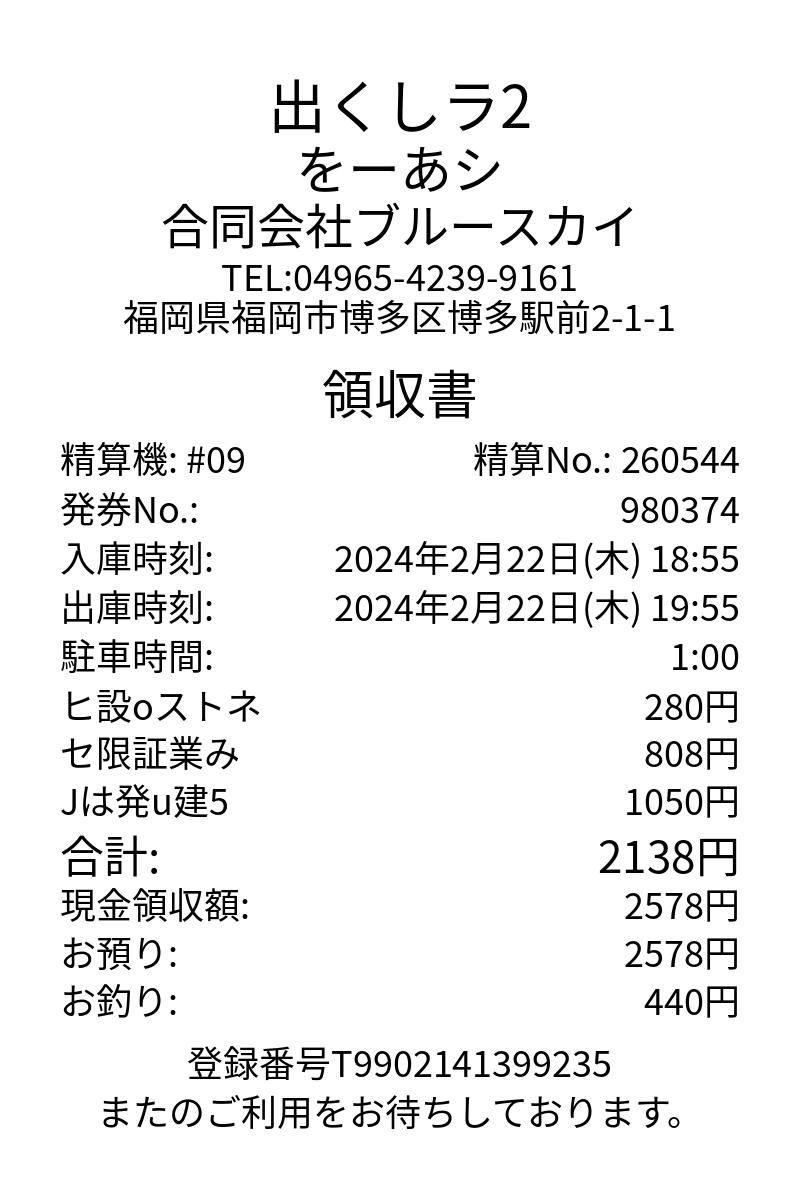 出くしラ2
をーあシ
合同会社ブルースカイ
TEL:04965-4239-9161
福岡県福岡市博多区博多駅前2-1-1
領収書
精算機: #09 精算No.: 260544
発券No.: 980374
入庫時刻: 2024年2月22日(木) 18:55
出庫時刻: 2024年2月22日(木) 19:55
駐車時間: 1:00
ヒ設oストネ 280円
セ限証業み 808円
Jは発u建5 1050円
合計: 2138円
現金領収額: 2578円
お預り: 2578円
お釣り: 440円
登録番号T9902141399235
またのご利用をお待ちしております。